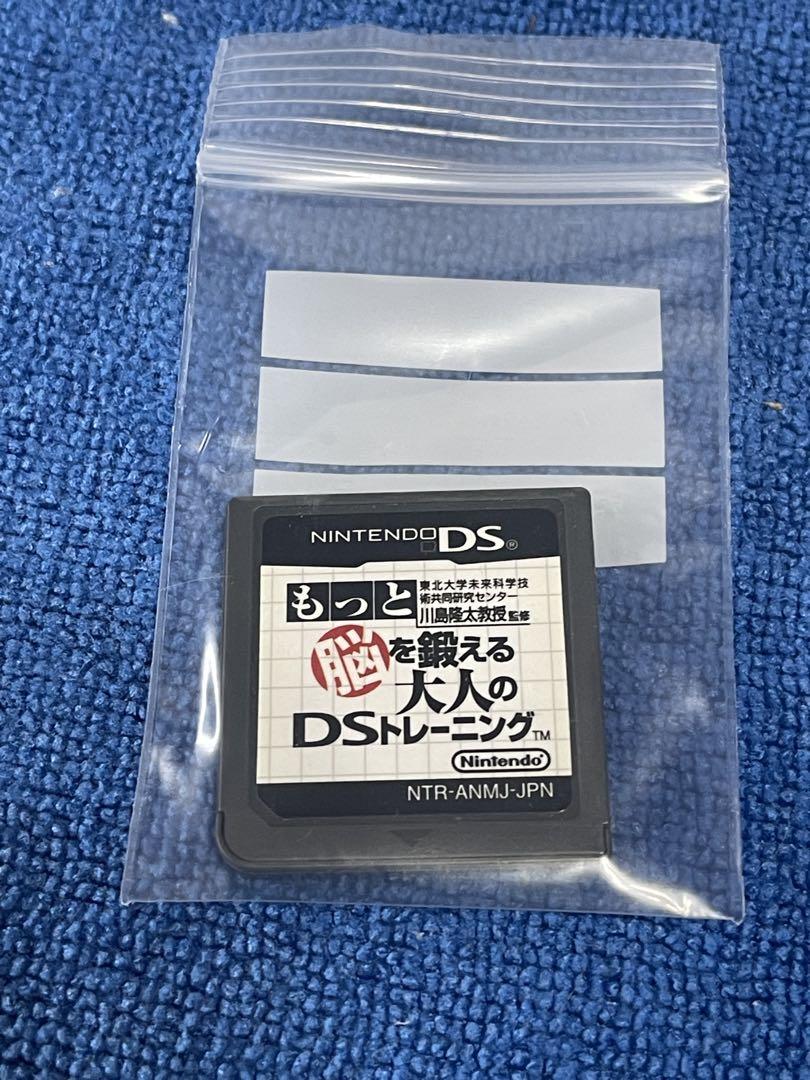 NINTENDO DS®
もっと
東北大学未来科学技
術共同研究センター
川島隆太教授監修
脳を鍛える
大人の
DSトレーニング™
Nintendo®
NTR-ANMJ-JPN